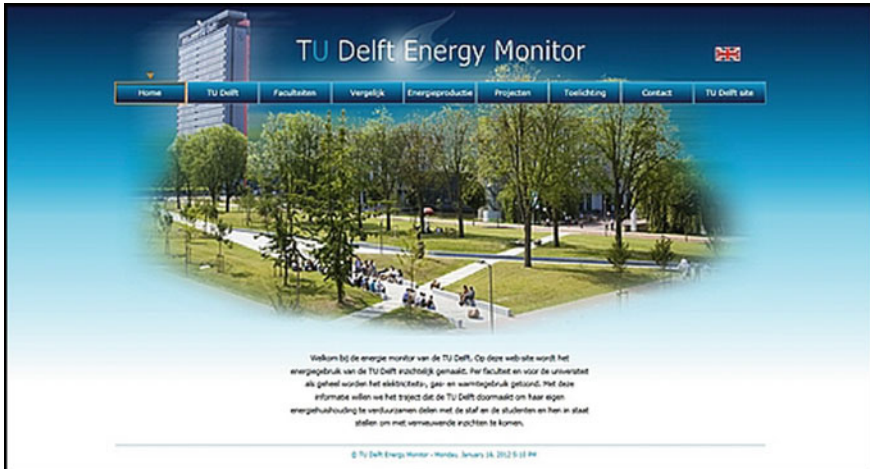 TU Delft Energy Monitor
Home TU Delft Faculteiten Vergelijk Energieproductie Projecten Toelichting Contact TU Delft site
Welkom bij de energie monitor van de TU Delft. Op deze web-site wordt het
energiegebruik van de TU Delft inzichtelijk gemaakt. Per faculteit en voor de universiteit
als geheel worden het elektriciteits-, gas- en warmtegebruik getoond. Met deze
informatie willen we het traject dat de TU Delft doormaakt om haar eigen
energiehuishouding te verduurzamen delen met de staf en de studenten en hen in staat
stellen om met vernieuwende inzichten te komen.
© TU Delft Energy Monitor - Monday, January 16, 2012 5:10 PM